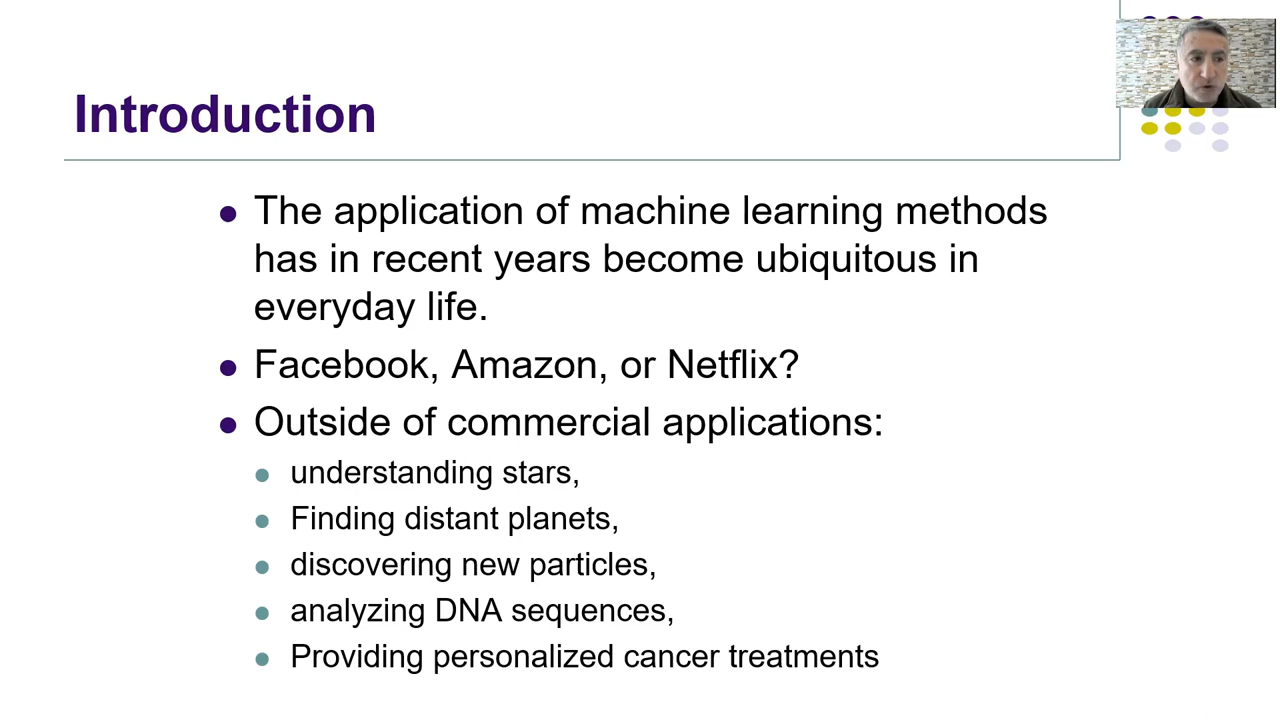 Introduction
The application of machine learning methods
has in recent years become ubiquitous in
everyday life.
Facebook, Amazon, or Netflix?
Outside of commercial applications:
understanding stars,
Finding distant planets,
discovering new particles,
analyzing DNA sequences,
Providing personalized cancer treatments